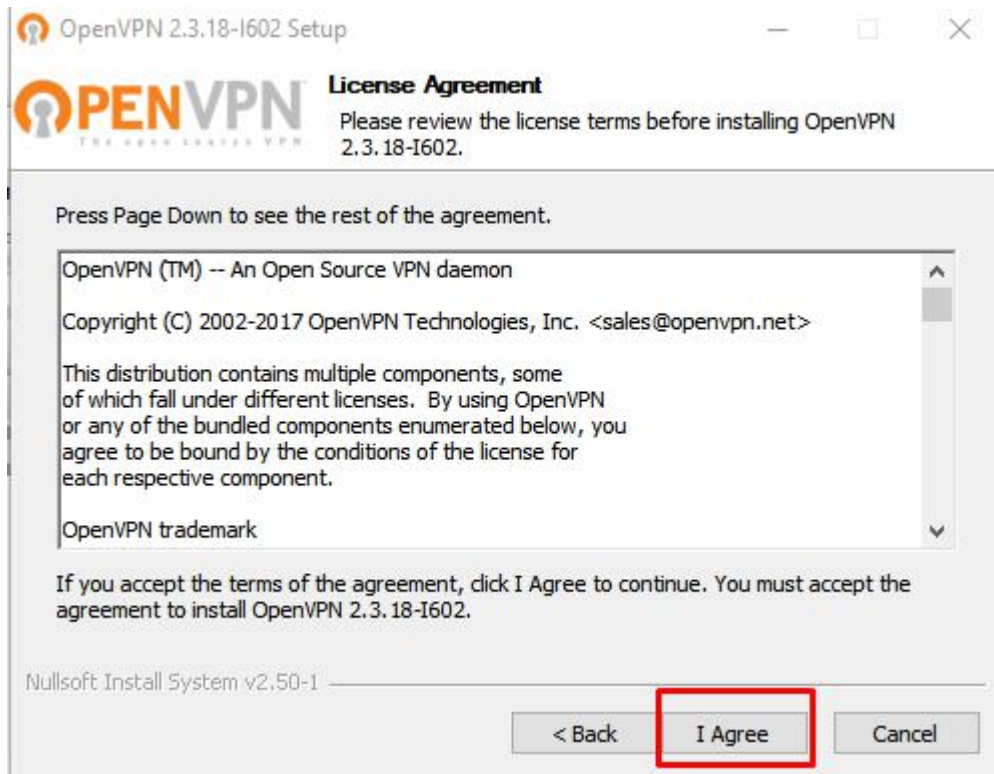 OpenVPN 2.3.18-I602 Setup
OPENVPN
The open source VPN
License Agreement
Please review the license terms before installing OpenVPN
2.3.18-I602.
Press Page Down to see the rest of the agreement.
OpenVPN (TM) -- An Open Source VPN daemon
Copyright (C) 2002-2017 OpenVPN Technologies, Inc. <sales@openvpn.net>
This distribution contains multiple components, some
of which fall under different licenses.  By using OpenVPN
or any of the bundled components enumerated below, you
agree to be bound by the conditions of the license for
each respective component.
OpenVPN trademark
If you accept the terms of the agreement, click I Agree to continue. You must accept the
agreement to install OpenVPN 2.3.18-I602.
Nullsoft Install System v2.50-1
< Back
I Agree
Cancel